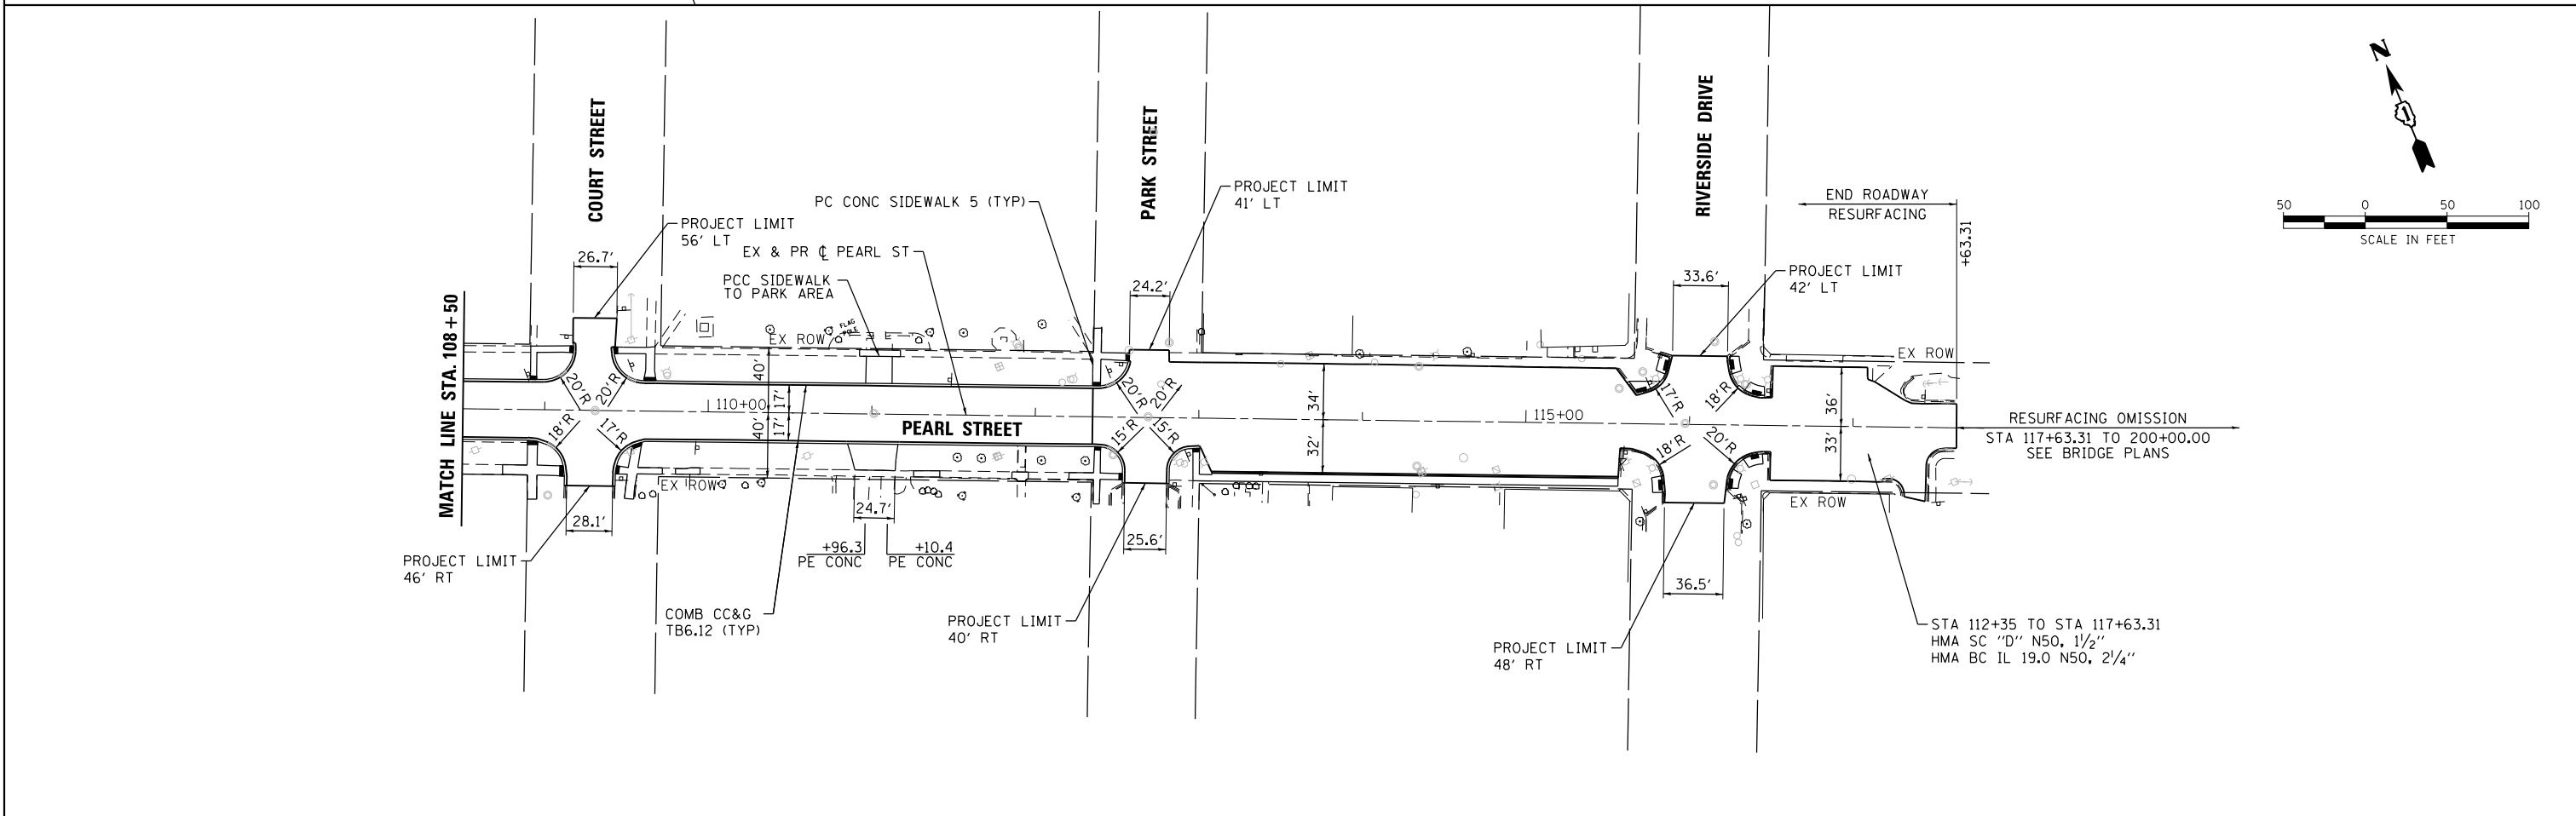 MATCH LINE STA. 108+50
COURT STREET
PROJECT LIMIT
56' LT
26.7'
EX & PR ℄ PEARL ST
PCC SIDEWALK
TO PARK AREA
PC CONC SIDEWALK 5 (TYP)
FLAG
POLE
EX ROW
PARK STREET
PROJECT LIMIT
41' LT
24.2'
RIVERSIDE DRIVE
33.6'
PROJECT LIMIT
42' LT
END ROADWAY
RESURFACING
+63.31
N
50 0 50 100
SCALE IN FEET
EX ROW
20'R
20'R
18'R
17'R
110+00
40'
17'
17'
40'
PEARL STREET
20'R
20'R
15'R
15'R
34'
32'
115+00
17'R
18'R
18'R
20'R
36'
33'
RESURFACING OMISSION
STA 117+63.31 TO 200+00.00
SEE BRIDGE PLANS
EX ROW
EX ROW
28.1'
24.7'
+96.3
PE CONC
+10.4
PE CONC
25.6'
36.5'
PROJECT LIMIT
46' RT
COMB CC&G
TB6.12 (TYP)
PROJECT LIMIT
40' RT
PROJECT LIMIT
48' RT
STA 112+35 TO STA 117+63.31
HMA SC "D" N50, 1½"
HMA BC IL 19.0 N50, 2¼"